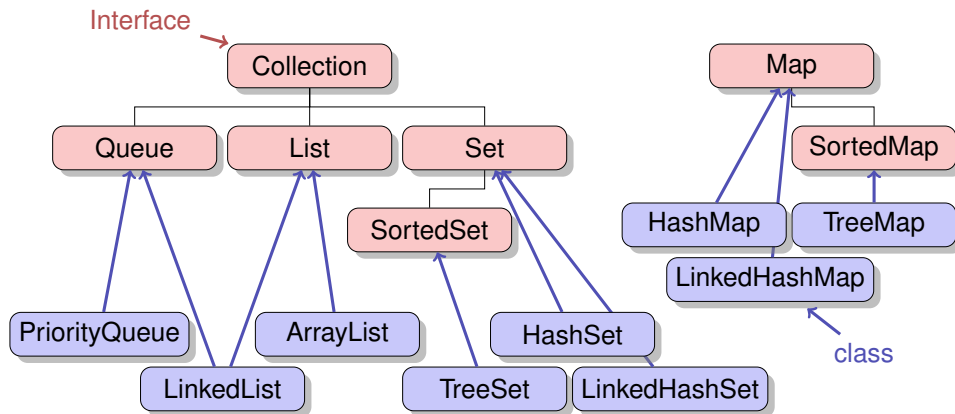 Interface
Collection
Map
Queue
List
Set
SortedMap
SortedSet
HashMap
TreeMap
LinkedHashMap
PriorityQueue
ArrayList
HashSet
class
LinkedList
TreeSet
LinkedHashSet